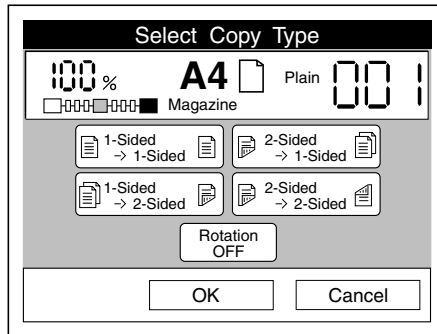 Select Copy Type
100 % A4 Plain 001
Magazine
1-Sided
→ 1-Sided
2-Sided
→ 1-Sided
1-Sided
→ 2-Sided
2-Sided
→ 2-Sided
Rotation
OFF
OK Cancel